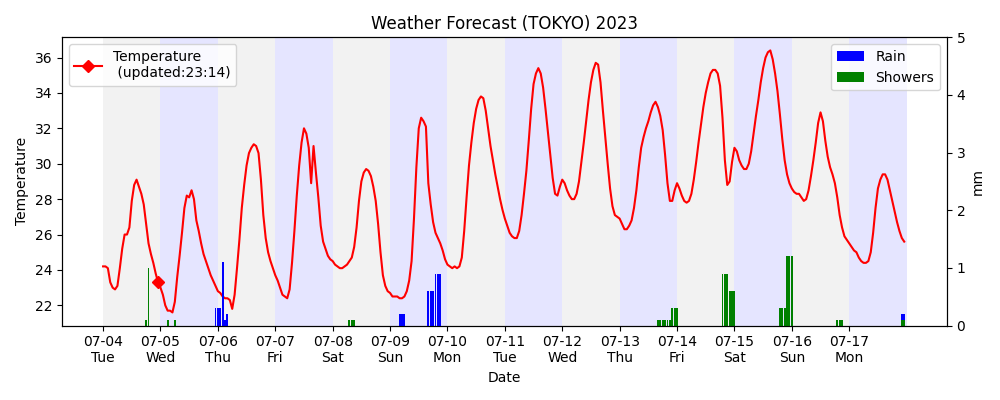 Weather Forecast (TOKYO) 2023
Temperature
(updated:23:14)
Rain
Showers
Temperature
36
34
32
30
28
26
24
22
5
4
3
2
1
0
mm
07-04 07-05 07-06 07-07 07-08 07-09 07-10 07-11 07-12 07-13 07-14 07-15 07-16 07-17
Tue Wed Thu Fri Sat Sun Mon Tue Wed Thu Fri Sat Sun Mon
Date